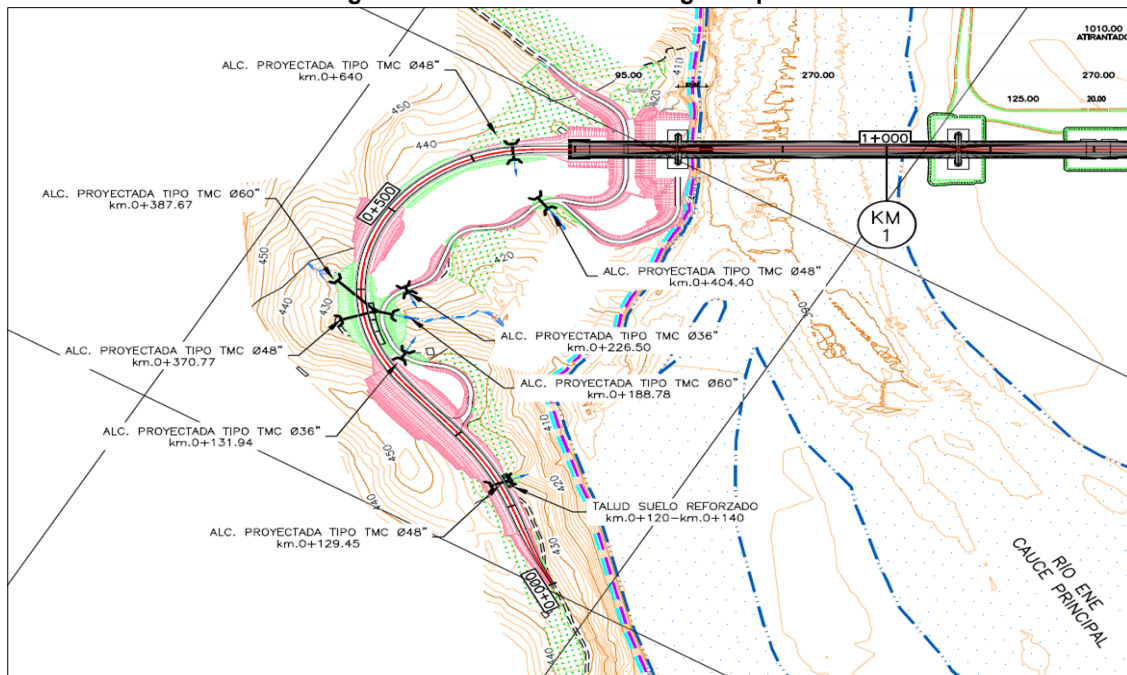 ALC. PROYECTADA TIPO TMC Ø48"
km.0+640
95.00
410
420
270.00
1010.00
ATIRANTADO
270.00
125.00
20.00
450
440
1+000
KM
1
ALC. PROYECTADA TIPO TMC Ø60"
km.0+387.67
0+500
420
450
440
430
ALC. PROYECTADA TIPO TMC Ø48"
km.0+404.40
390
ALC. PROYECTADA TIPO TMC Ø36"
km.0+226.50
ALC. PROYECTADA TIPO TMC Ø48"
km.0+370.77
ALC. PROYECTADA TIPO TMC Ø60"
km.0+188.78
ALC. PROYECTADA TIPO TMC Ø36"
km.0+131.94
410
450
440
420
TALUD SUELO REFORZADO
km.0+120-km.0+140
ALC. PROYECTADA TIPO TMC Ø48"
km.0+129.45
430
0+000
440
RÍO ENE
CAUCE PRINCIPAL